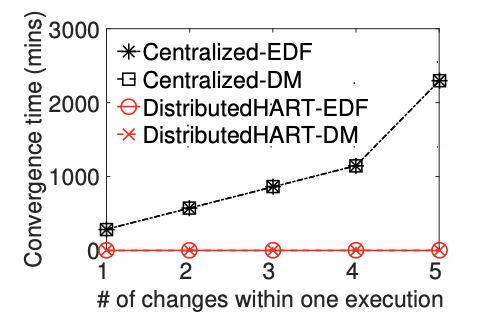 Convergence time (mins)
3000
2000
1000
0
Centralized-EDF
Centralized-DM
DistributedHART-EDF
DistributedHART-DM
1 2 3 4 5
# of changes within one execution